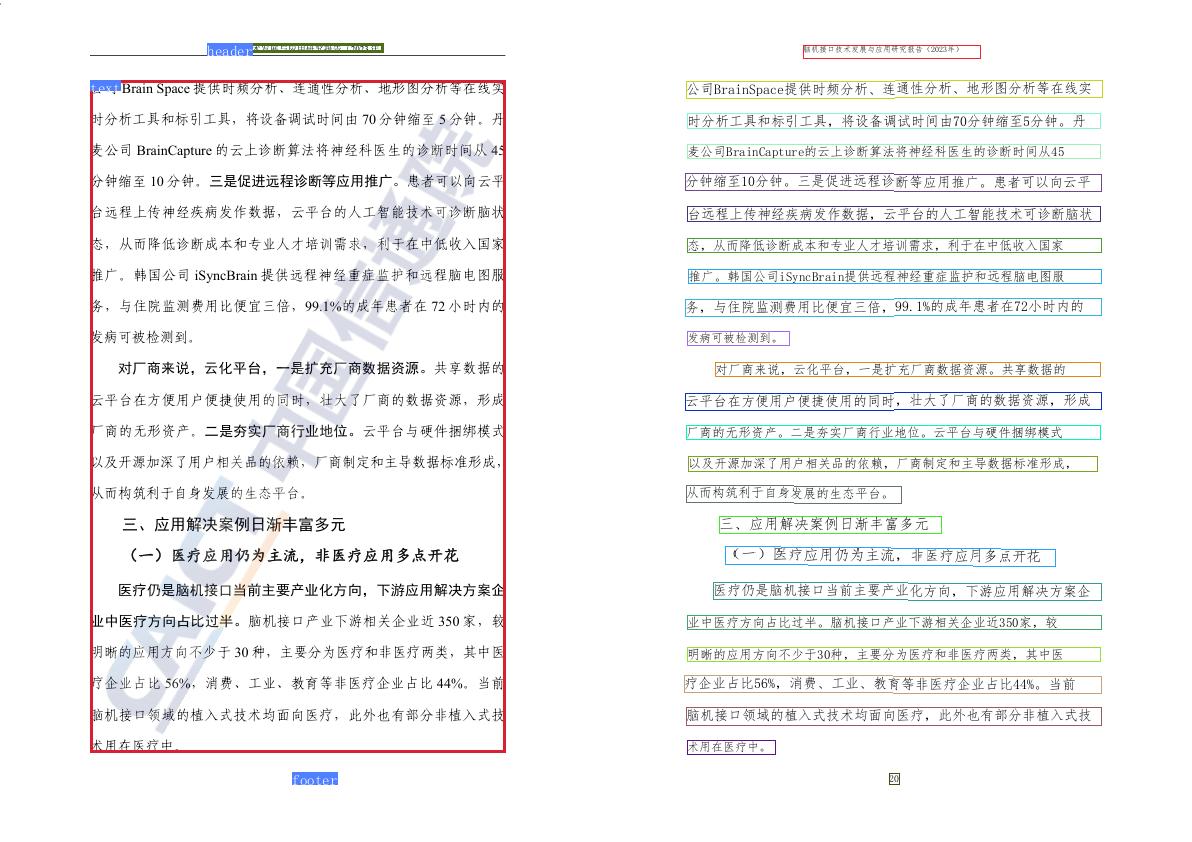 header
text
Brain Space 提供时频分析、连通性分析、地形图分析等在线实
时分析工具和标引工具，将设备调试时间由 70 分钟缩至 5 分钟。丹
麦公司 BrainCapture 的云上诊断算法将神经科医生的诊断时间从 45
分钟缩至 10 分钟。三是促进远程诊断等应用推广。患者可以向云平
台远程上传神经疾病发作数据，云平台的人工智能技术可诊断脑状
态，从而降低诊断成本和专业人才培训需求，利于在中低收入国家
推广。韩国公司 iSyncBrain 提供远程神经重症监护和远程脑电图服
务，与住院监测费用比便宜三倍，99.1%的成年患者在 72 小时内的
发病可被检测到。
对厂商来说，云化平台，一是扩充厂商数据资源。共享数据的
云平台在方便用户便捷使用的同时，壮大了厂商的数据资源，形成
厂商的无形资产。二是夯实厂商行业地位。云平台与硬件捆绑模式
以及开源加深了用户相关品的依赖，厂商制定和主导数据标准形成，
从而构筑利于自身发展的生态平台。
三、应用解决案例日渐丰富多元
（一）医疗应用仍为主流，非医疗应用多点开花
医疗仍是脑机接口当前主要产业化方向，下游应用解决方案企
业中医疗方向占比过半。脑机接口产业下游相关企业近 350 家，较
明晰的应用方向不少于 30 种，主要分为医疗和非医疗两类，其中医
疗企业占比 56%，消费、工业、教育等非医疗企业占比 44%。当前
脑机接口领域的植入式技术均面向医疗，此外也有部分非植入式技
术用在医疗中。
footer
CAICT 中国信通院
脑机接口技术发展与应用研究报告（2023年）
公司BrainSpace提供时频分析、连通性分析、地形图分析等在线实
时分析工具和标引工具，将设备调试时间由70分钟缩至5分钟。丹
麦公司BrainCapture的云上诊断算法将神经科医生的诊断时间从45
分钟缩至10分钟。三是促进远程诊断等应用推广。患者可以向云平
台远程上传神经疾病发作数据，云平台的人工智能技术可诊断脑状
态，从而降低诊断成本和专业人才培训需求，利于在中低收入国家
推广。韩国公司iSyncBrain提供远程神经重症监护和远程脑电图服
务，与住院监测费用比便宜三倍，99.1%的成年患者在72小时内的
发病可被检测到。
对厂商来说，云化平台，一是扩充厂商数据资源。共享数据的
云平台在方便用户便捷使用的同时，壮大了厂商的数据资源，形成
厂商的无形资产。二是夯实厂商行业地位。云平台与硬件捆绑模式
以及开源加深了用户相关品的依赖，厂商制定和主导数据标准形成，
从而构筑利于自身发展的生态平台。
三、应用解决案例日渐丰富多元
（一）医疗应用仍为主流，非医疗应用多点开花
医疗仍是脑机接口当前主要产业化方向，下游应用解决方案企
业中医疗方向占比过半。脑机接口产业下游相关企业近350家，较
明晰的应用方向不少于30种，主要分为医疗和非医疗两类，其中医
疗企业占比56%，消费、工业、教育等非医疗企业占比44%。当前
脑机接口领域的植入式技术均面向医疗，此外也有部分非植入式技
术用在医疗中。
20